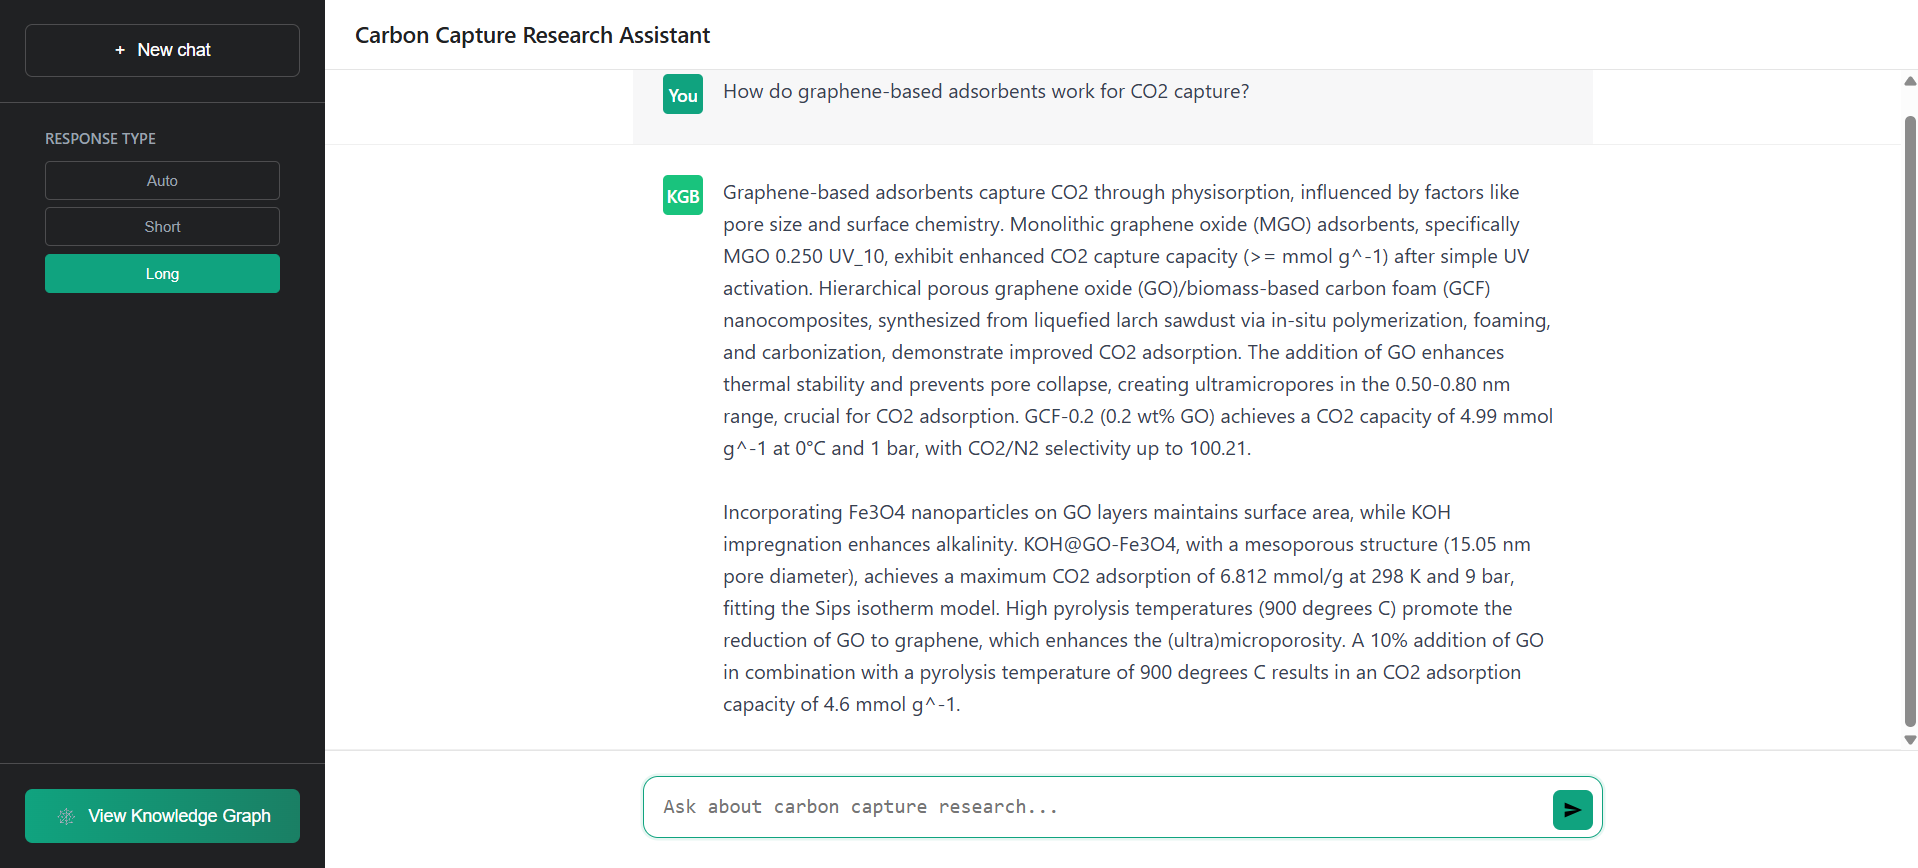 + New chat
RESPONSE TYPE
Auto
Short
Long
View Knowledge Graph
Carbon Capture Research Assistant
You
How do graphene-based adsorbents work for CO2 capture?
KGB
Graphene-based adsorbents capture CO2 through physisorption, influenced by factors like
pore size and surface chemistry. Monolithic graphene oxide (MGO) adsorbents, specifically
MGO 0.250 UV_10, exhibit enhanced CO2 capture capacity (>= mmol g^-1) after simple UV
activation. Hierarchical porous graphene oxide (GO)/biomass-based carbon foam (GCF)
nanocomposites, synthesized from liquefied larch sawdust via in-situ polymerization, foaming,
and carbonization, demonstrate improved CO2 adsorption. The addition of GO enhances
thermal stability and prevents pore collapse, creating ultramicropores in the 0.50-0.80 nm
range, crucial for CO2 adsorption. GCF-0.2 (0.2 wt% GO) achieves a CO2 capacity of 4.99 mmol
g^-1 at 0°C and 1 bar, with CO2/N2 selectivity up to 100.21.
Incorporating Fe3O4 nanoparticles on GO layers maintains surface area, while KOH
impregnation enhances alkalinity. KOH@GO-Fe3O4, with a mesoporous structure (15.05 nm
pore diameter), achieves a maximum CO2 adsorption of 6.812 mmol/g at 298 K and 9 bar,
fitting the Sips isotherm model. High pyrolysis temperatures (900 degrees C) promote the
reduction of GO to graphene, which enhances the (ultra)microporosity. A 10% addition of GO
in combination with a pyrolysis temperature of 900 degrees C results in an CO2 adsorption
capacity of 4.6 mmol g^-1.
Ask about carbon capture research...